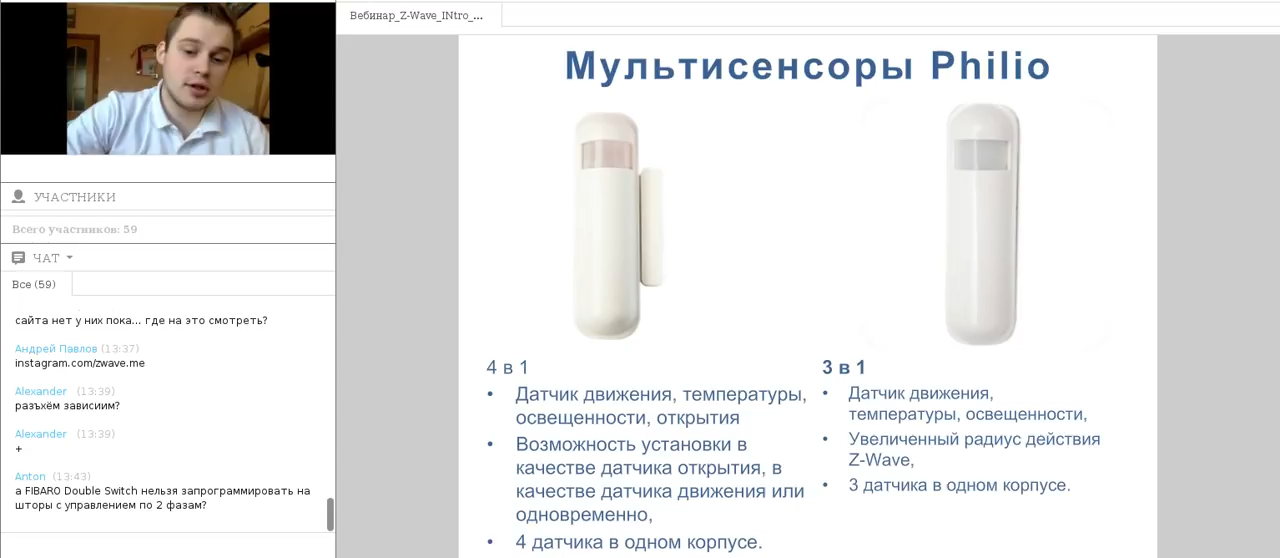 Вебинар_Z-Wave_INtro_...
УЧАСТНИКИ
Всего участников: 59
ЧАТ
Все (59)
сайта нет у них пока... где на это смотреть?
Андрей Павлов (13:37)
instagram.com/zwave.me
Alexander (13:39)
разъхём зависиим?
Alexander (13:39)
+
Anton (13:43)
а FIBARO Double Switch нельзя запрограммировать на
шторы с управлением по 2 фазам?
Мультисенсоры Philio
4 в 1
• Датчик движения, температуры,
освещенности, открытия
• Возможность установки в
качестве датчика открытия, в
качестве датчика движения или
одновременно,
• 4 датчика в одном корпусе.
3 в 1
• Датчик движения,
температуры, освещенности,
• Увеличенный радиус действия
Z-Wave,
• 3 датчика в одном корпусе.